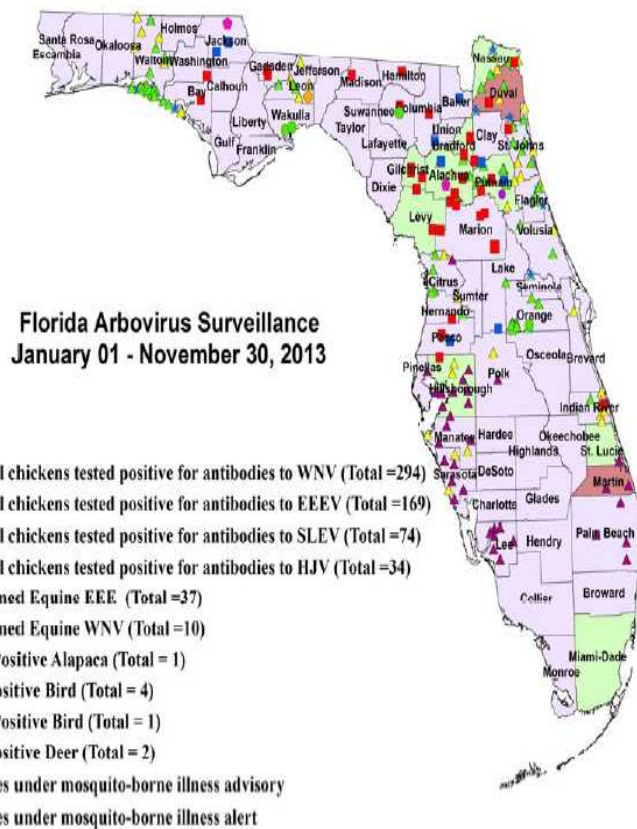 Holmes
Jackson
Santa Rosa
Okaloosa
Escambia
Walton
Washington
Gadsden
Jefferson
Madison
Hamilton
Nassau
Calhoun
Bay
Leon
Baker
Duval
Liberty
Wakulla
Suwannee
Columbia
Taylor
Union
Clay
Gulf
Franklin
Lafayette
Bradford
St. Johns
Gilchrist
Alachua
Putnam
Dixie
Flagler
Levy
Marion
Volusia
Lake
Citrus
Seminole
Sumter
Hernando
Orange
Florida Arbovirus Surveillance
January 01 - November 30, 2013
Pasco
Osceola
Brevard
Pinellas
Polk
Hillsborough
Indian River
Manatee
Hardee
Okeechobee
Highlands
St. Lucie
l chickens tested positive for antibodies to WNV (Total =294)
Sarasota
DeSoto
Martin
l chickens tested positive for antibodies to EEEV (Total =169)
Charlotte
Glades
l chickens tested positive for antibodies to SLEV (Total =74)
Lee
Hendry
Palm Beach
l chickens tested positive for antibodies to HJV (Total =34)
med Equine EEE (Total =37)
Collier
Broward
med Equine WNV (Total =10)
Positive Alapaca (Total = 1)
Miami-Dade
ositive Bird (Total = 4)
Monroe
Positive Bird (Total = 1)
ositive Deer (Total = 2)
es under mosquito-borne illness advisory
es under mosquito-borne illness alert